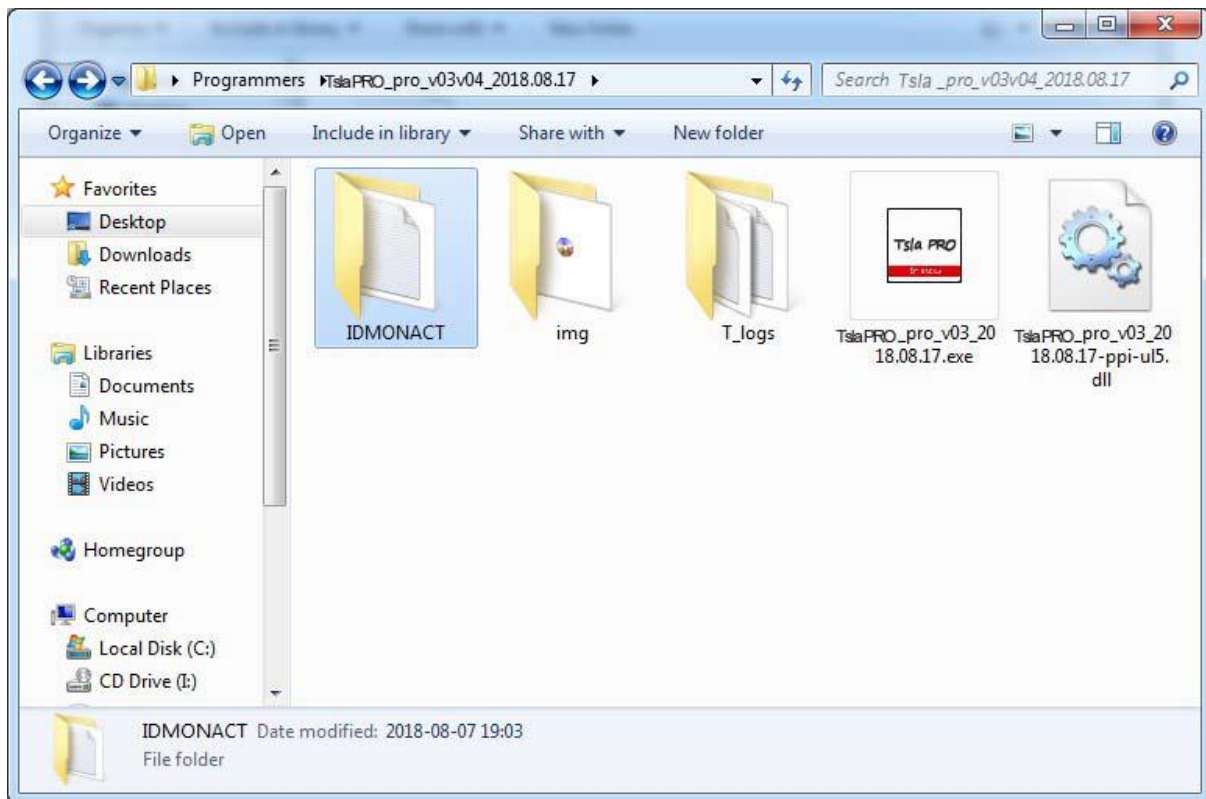 Programmers TslaPRO_pro_v03v04_2018.08.17
Search Tsla _pro_v03v04_2018.08.17
Organize Open Include in library Share with New folder
Favorites
Desktop
Downloads
Recent Places
Libraries
Documents
Music
Pictures
Videos
Homegroup
Computer
Local Disk (C:)
CD Drive (I:)
IDMONACT
img
T_logs
Tsla PRO
TslaPRO_pro_v03_20
18.08.17.exe
TslaPRO_pro_v03_20
18.08.17-ppi-ul5.
dll
IDMONACT Date modified: 2018-08-07 19:03
File folder